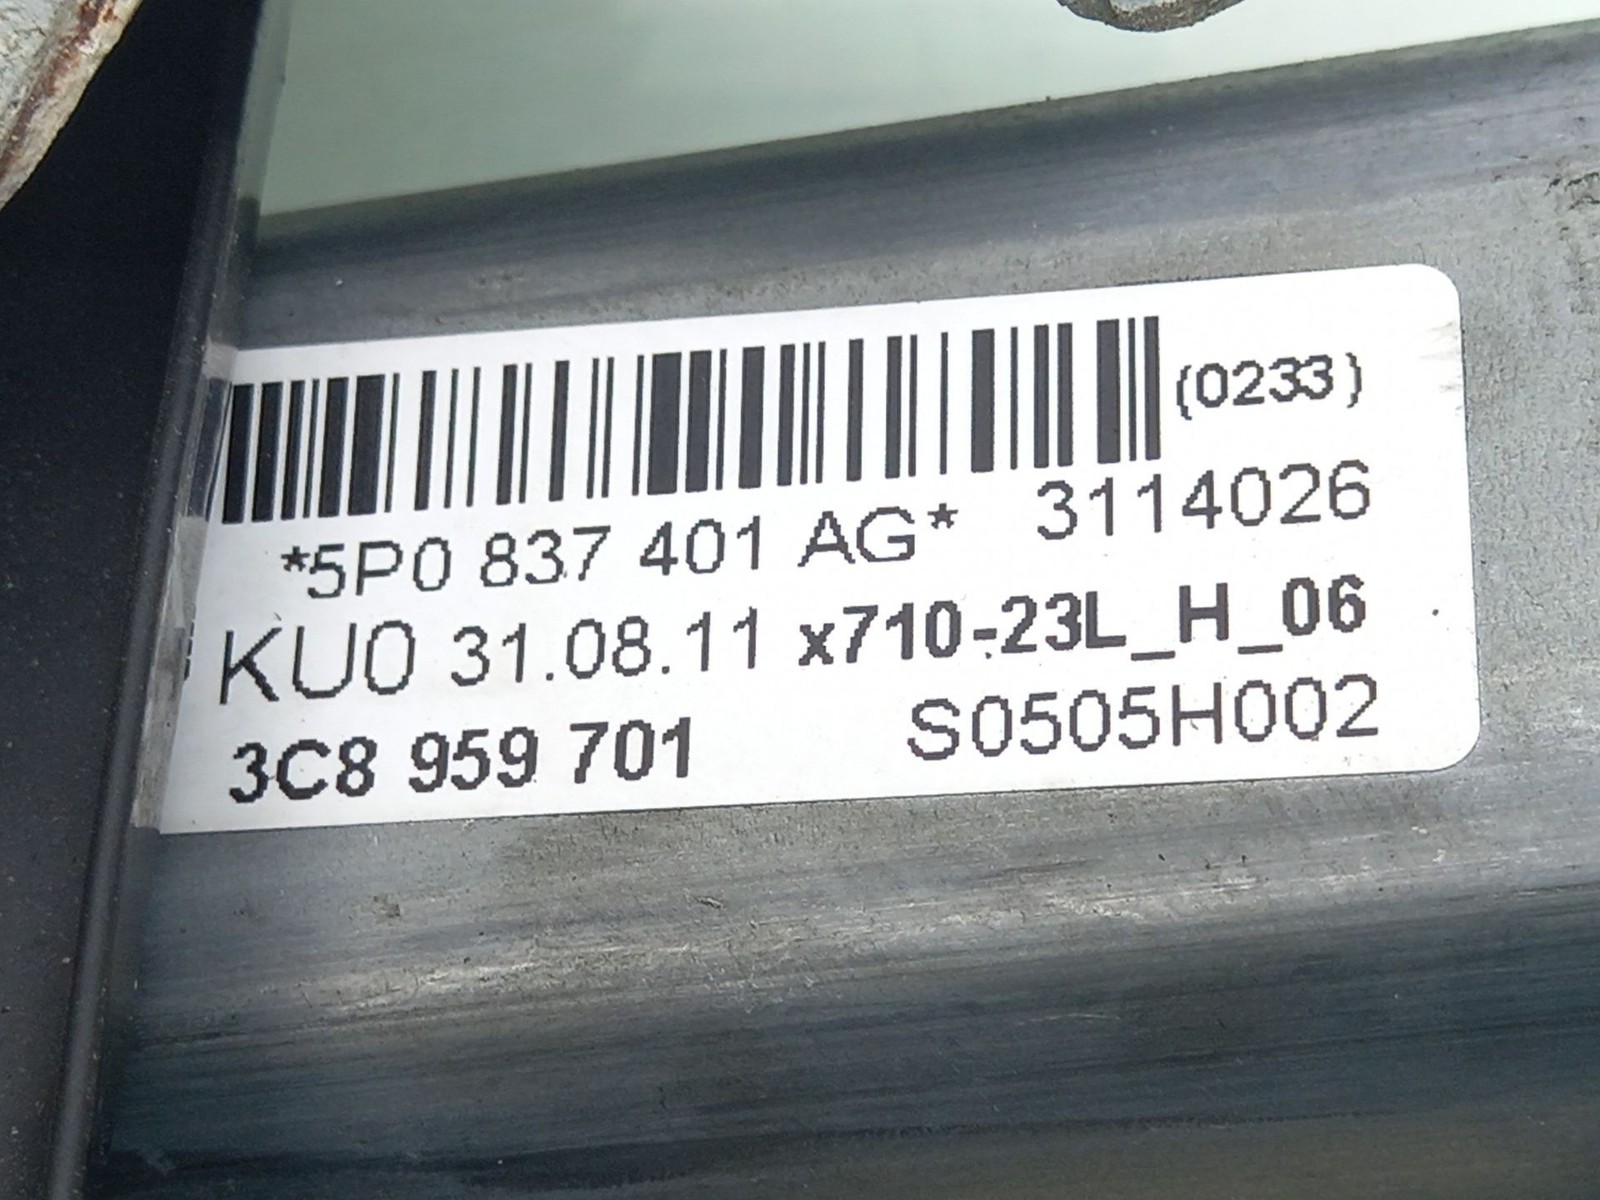 (0233)
*5P0 837 401 AG* 3114026
KU0 31.08.11 x710-23L_H_06
3C8 959 701 S0505H002